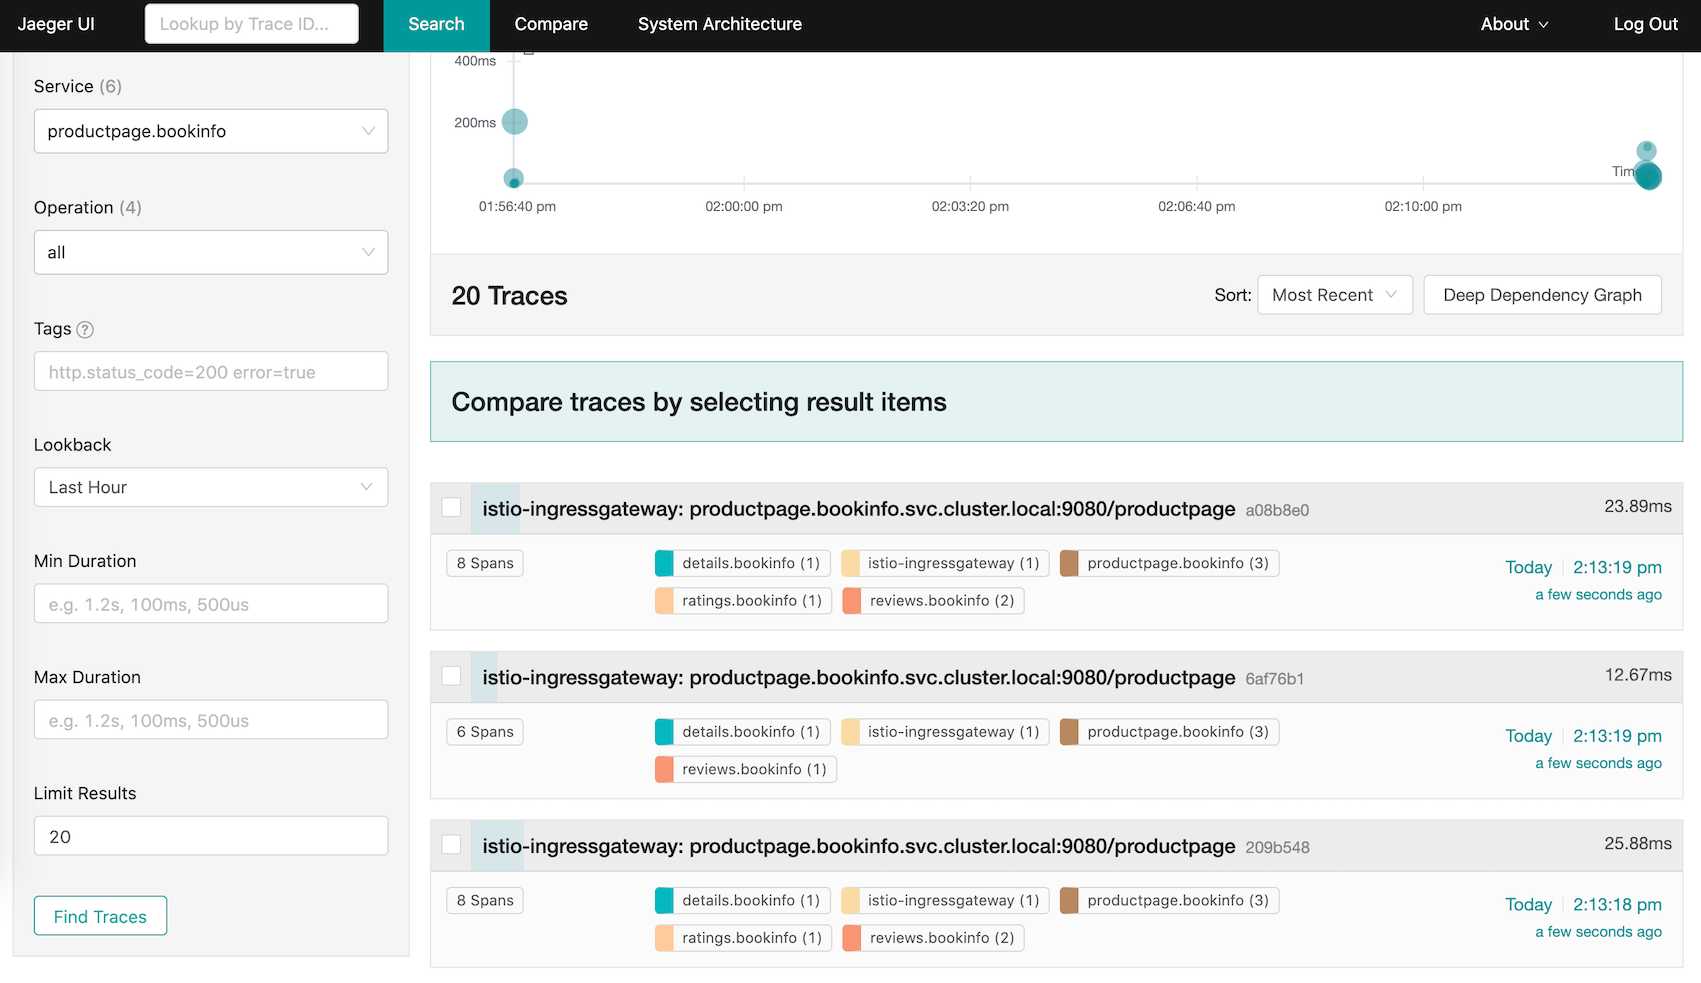 Jaeger UI
Lookup by Trace ID...
Search
Compare
System Architecture
About
Log Out
Service (6)
productpage.bookinfo
Operation (4)
all
Tags ?
http.status_code=200 error=true
Lookback
Last Hour
Min Duration
e.g. 1.2s, 100ms, 500us
Max Duration
e.g. 1.2s, 100ms, 500us
Limit Results
20
Find Traces
400ms
200ms
01:56:40 pm
02:00:00 pm
02:03:20 pm
02:06:40 pm
02:10:00 pm
20 Traces
Sort: Most Recent
Deep Dependency Graph
Compare traces by selecting result items
istio-ingressgateway: productpage.bookinfo.svc.cluster.local:9080/productpage a08b8e0 23.89ms
8 Spans
details.bookinfo (1) istio-ingressgateway (1) productpage.bookinfo (3)
ratings.bookinfo (1) reviews.bookinfo (2)
Today 2:13:19 pm
a few seconds ago
istio-ingressgateway: productpage.bookinfo.svc.cluster.local:9080/productpage 6af76b1 12.67ms
6 Spans
details.bookinfo (1) istio-ingressgateway (1) productpage.bookinfo (3)
reviews.bookinfo (1)
Today 2:13:19 pm
a few seconds ago
istio-ingressgateway: productpage.bookinfo.svc.cluster.local:9080/productpage 209b548 25.88ms
8 Spans
details.bookinfo (1) istio-ingressgateway (1) productpage.bookinfo (3)
ratings.bookinfo (1) reviews.bookinfo (2)
Today 2:13:18 pm
a few seconds ago